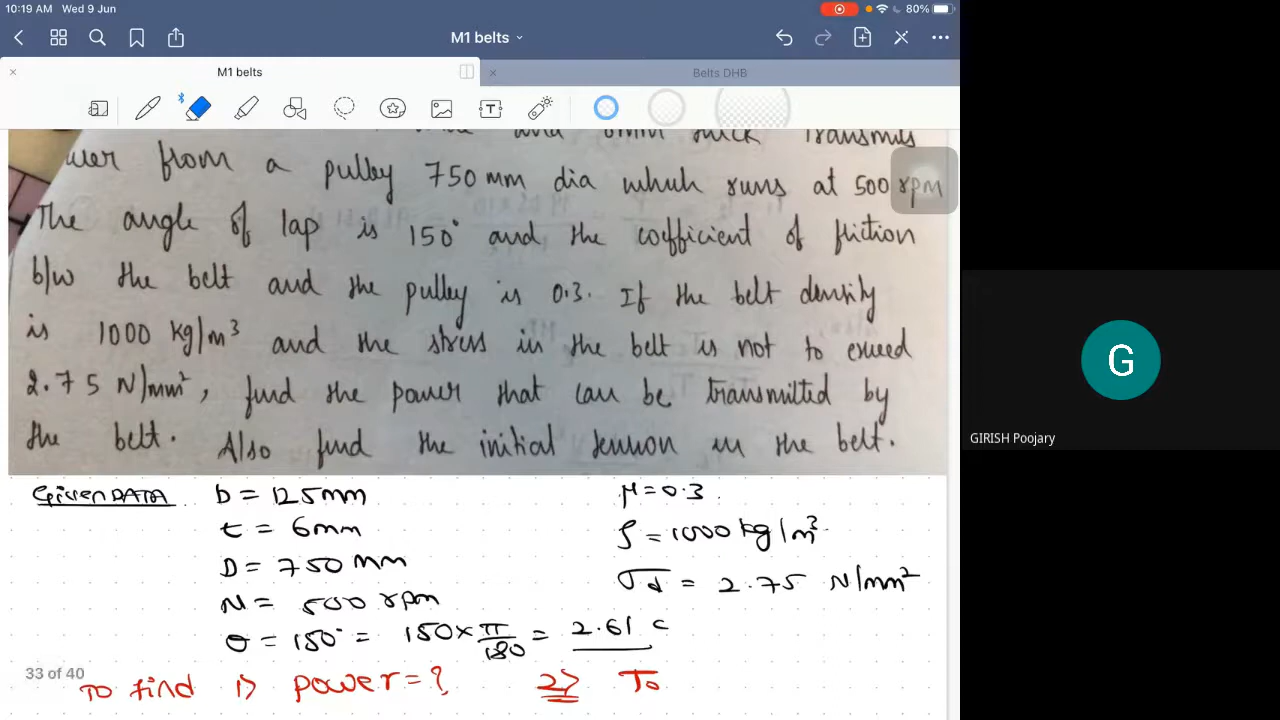 10:19 AM Wed 9 Jun
80%
M1 belts
M1 belts
Belts DHB
and 6mm thick Transmits
from a pulley 750 mm dia which runs at 500 rpm
The angle of lap is 150° and the coefficient of friction
b/w the belt and the pulley is 0.3. If the belt density
is 1000 kg/m³ and the stress in the belt is not to exceed
2.75 N/mm², find the power that can be transmitted by
the belt. Also find the initial tension in the belt.
Given DATA b = 125mm μ = 0.3
t = 6mm ρ = 1000 kg/m³
D = 750 mm σd = 2.75 N/mm²
N = 500 rpm
θ = 150° = 150 × π/180 = 2.61 c
33 of 40
To find 1> power = ? 2> To
G
GIRISH Poojary